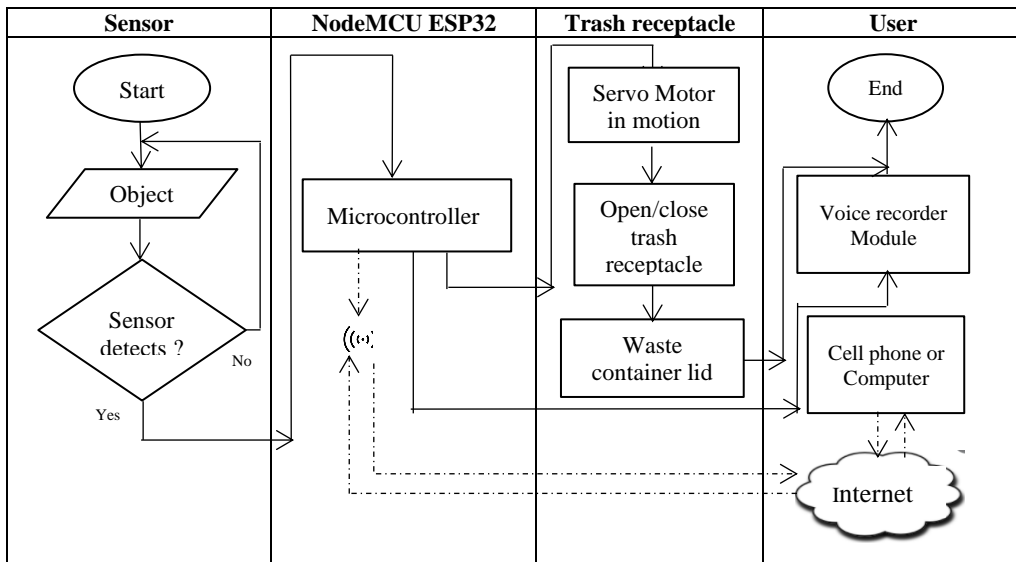 Sensor
NodeMCU ESP32
Trash receptacle
User
Start
Object
Sensor
detects ?
No
Yes
Microcontroller
Servo Motor
in motion
Open/close
trash
receptacle
Waste
container lid
End
Voice recorder
Module
Cell phone or
Computer
Internet